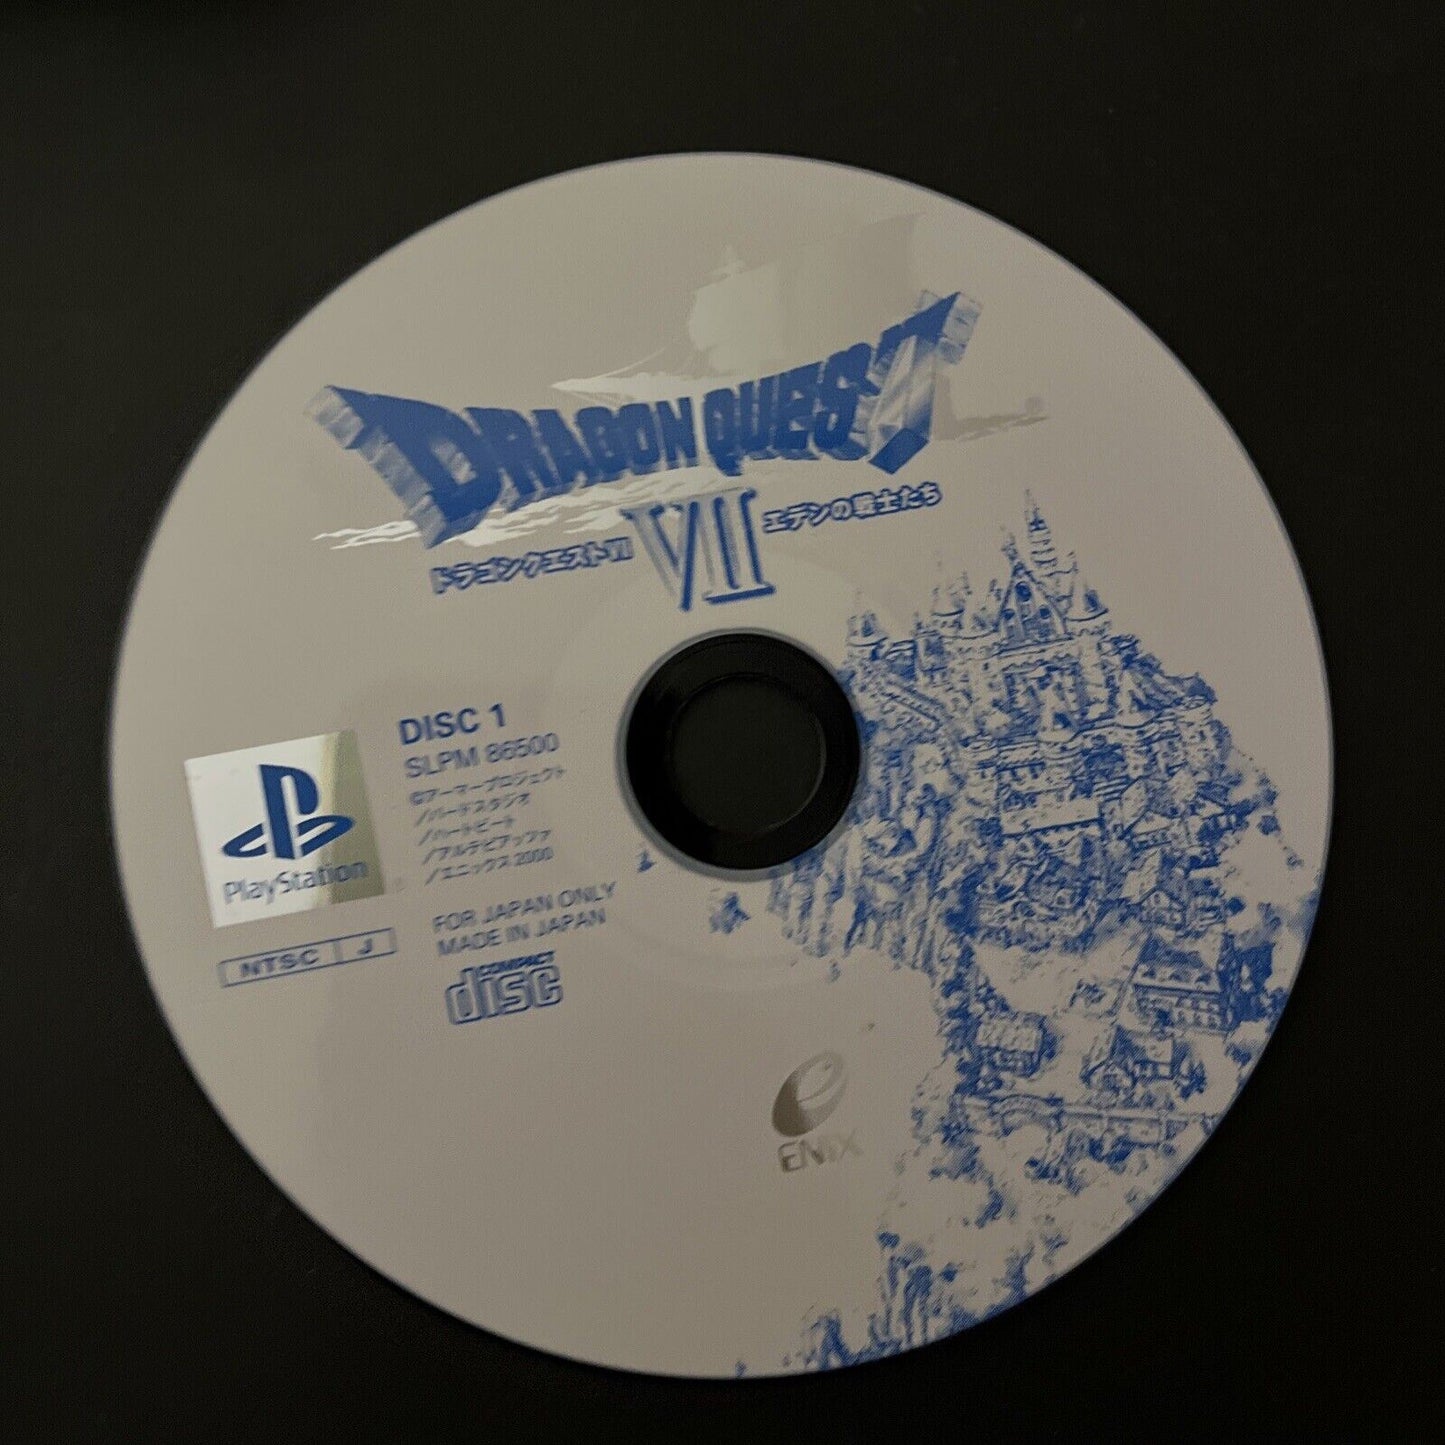 DRAGON QUEST
VII
ドラゴンクエストVII
エデンの戦士たち
DISC 1
SLPM 86500
©アーマープロジェクト
/バードスタジオ
/ハートビート
/アルテピアッツァ
/エニックス 2000
FOR JAPAN ONLY
MADE IN JAPAN
COMPACT
disc
PlayStation
NTSC J
ENIX